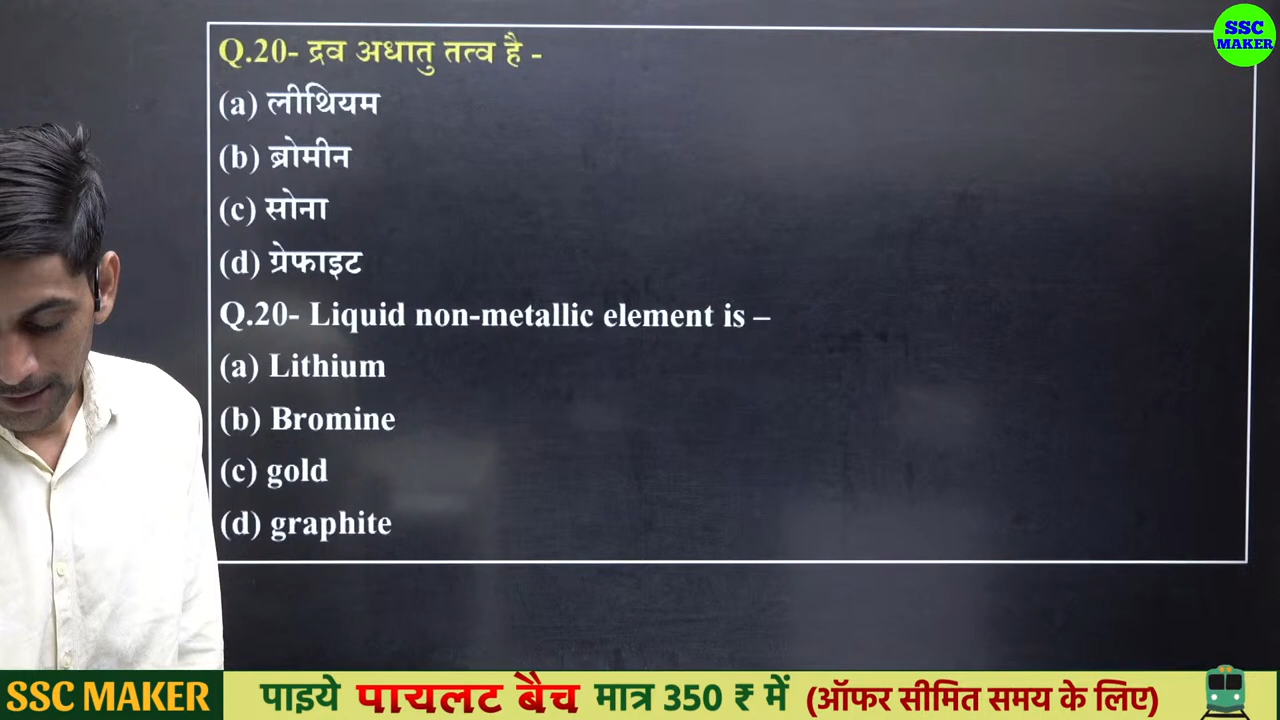 SSC
MAKER
Q.20- द्रव अधातु तत्व है -
(a) लीथियम
(b) ब्रोमीन
(c) सोना
(d) ग्रेफाइट
Q.20- Liquid non-metallic element is –
(a) Lithium
(b) Bromine
(c) gold
(d) graphite
SSC MAKER पाइये पायलट बैच मात्र 350 ₹ में (ऑफर सीमित समय के लिए)